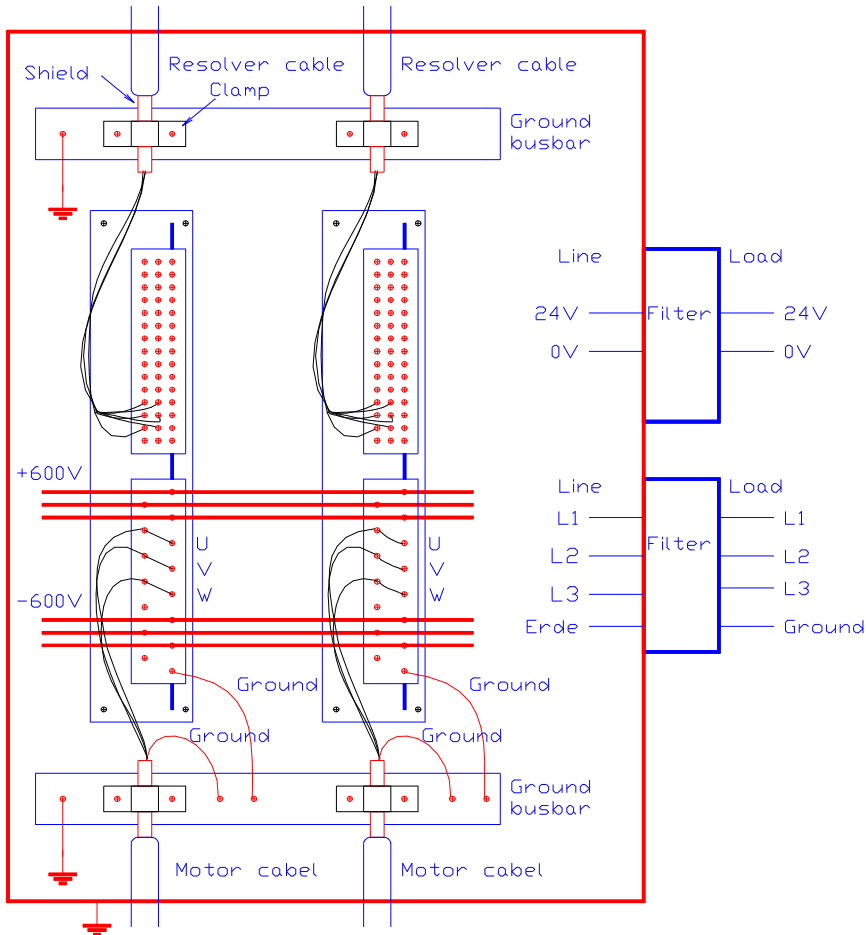 Resolver cable
Resolver cable
Shield
Clamp
Ground
busbar
Line
Load
24V
Filter
24V
0V
0V
+600V
Line
Load
L1
L1
U
U
Filter
L2
L2
V
V
L3
L3
-600V
W
W
Erde
Ground
Ground
Ground
Ground
Ground
Ground
busbar
Motor cabel
Motor cabel